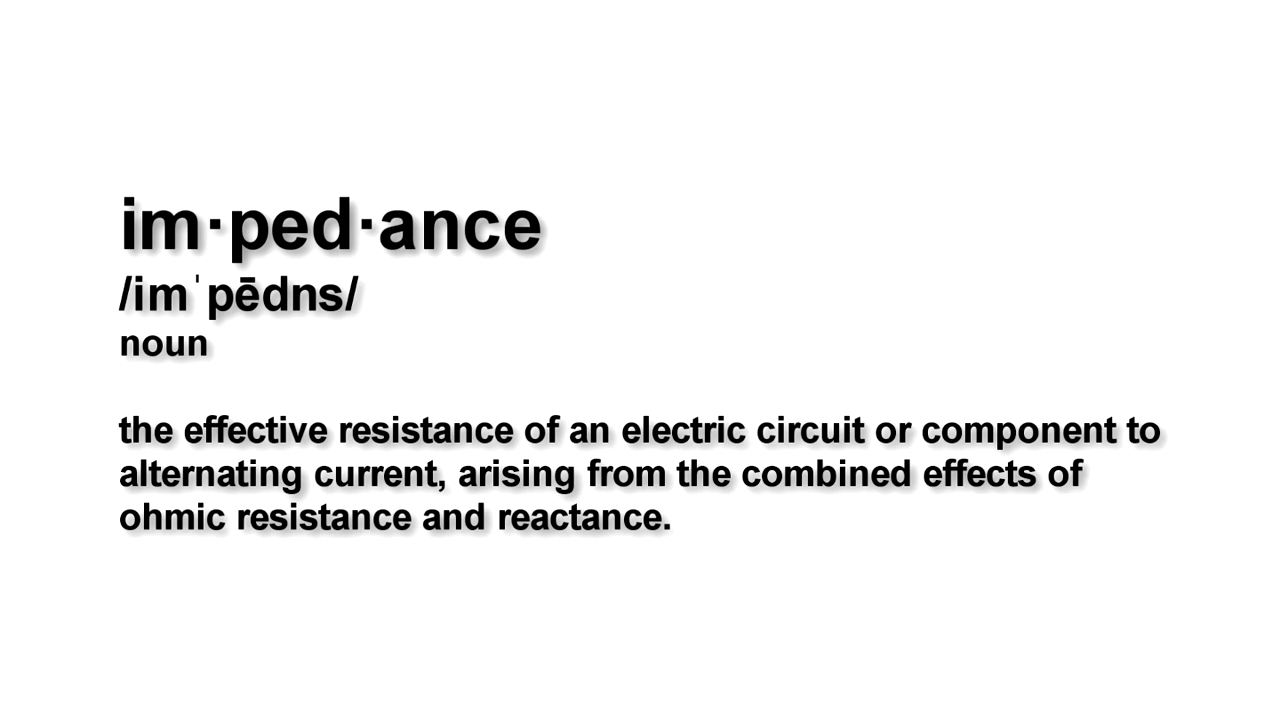 im·ped·ance
/imˈpēdns/
noun
the effective resistance of an electric circuit or component to
alternating current, arising from the combined effects of
ohmic resistance and reactance.